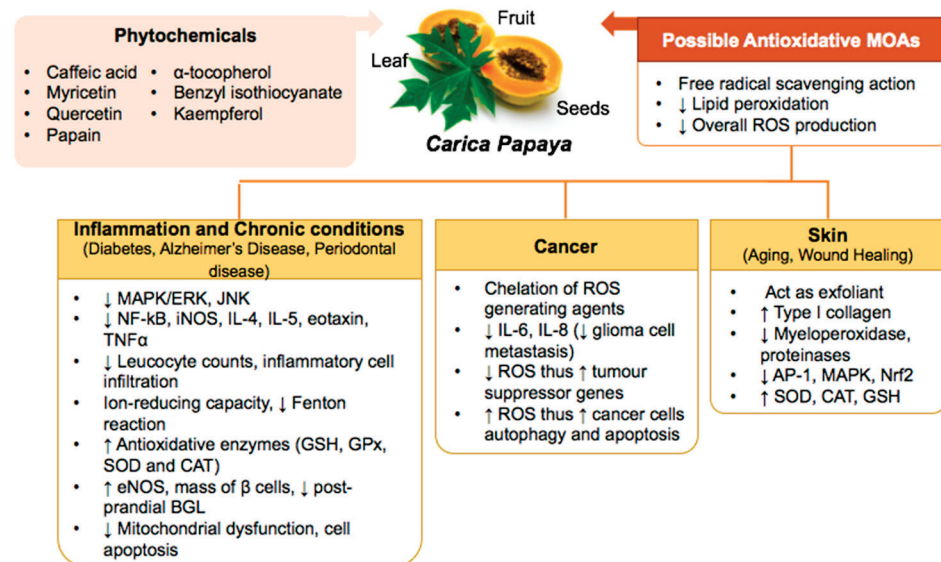 Phytochemicals
• Caffeic acid
• Myricetin
• Quercetin
• Papain
• α-tocopherol
• Benzyl isothiocyanate
• Kaempferol
Fruit
Leaf
Seeds
Carica Papaya
Possible Antioxidative MOAs
• Free radical scavenging action
• ↓ Lipid peroxidation
• ↓ Overall ROS production
Inflammation and Chronic conditions
(Diabetes, Alzheimer's Disease, Periodontal
disease)
• ↓ MAPK/ERK, JNK
• ↓ NF-kB, iNOS, IL-4, IL-5, eotaxin,
TNFα
• ↓ Leucocyte counts, inflammatory cell
infiltration
• Ion-reducing capacity, ↓ Fenton
reaction
• ↑ Antioxidative enzymes (GSH, GPx,
SOD and CAT)
• ↑ eNOS, mass of β cells, ↓ post-
prandial BGL
• ↓ Mitochondrial dysfunction, cell
apoptosis
Cancer
• Chelation of ROS
generating agents
• ↓ IL-6, IL-8 (↓ glioma cell
metastasis)
• ↓ ROS thus ↑ tumour
suppressor genes
• ↑ ROS thus ↑ cancer cells
autophagy and apoptosis
Skin
(Aging, Wound Healing)
• Act as exfoliant
• ↑ Type I collagen
• ↓ Myeloperoxidase,
proteinases
• ↓ AP-1, MAPK, Nrf2
• ↑ SOD, CAT, GSH